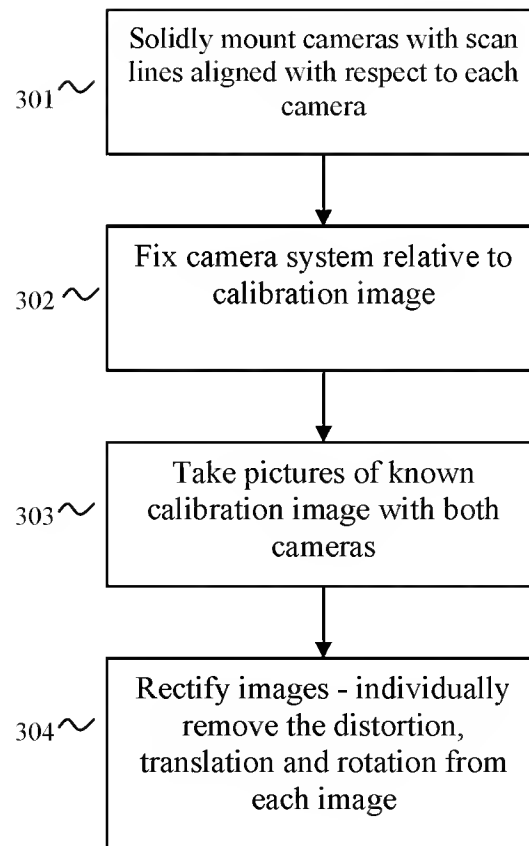 Solidly mount cameras with scan
lines aligned with respect to each
camera
301
Fix camera system relative to
calibration image
302
Take pictures of known
calibration image with both
cameras
303
Rectify images - individually
remove the distortion,
translation and rotation from
each image
304